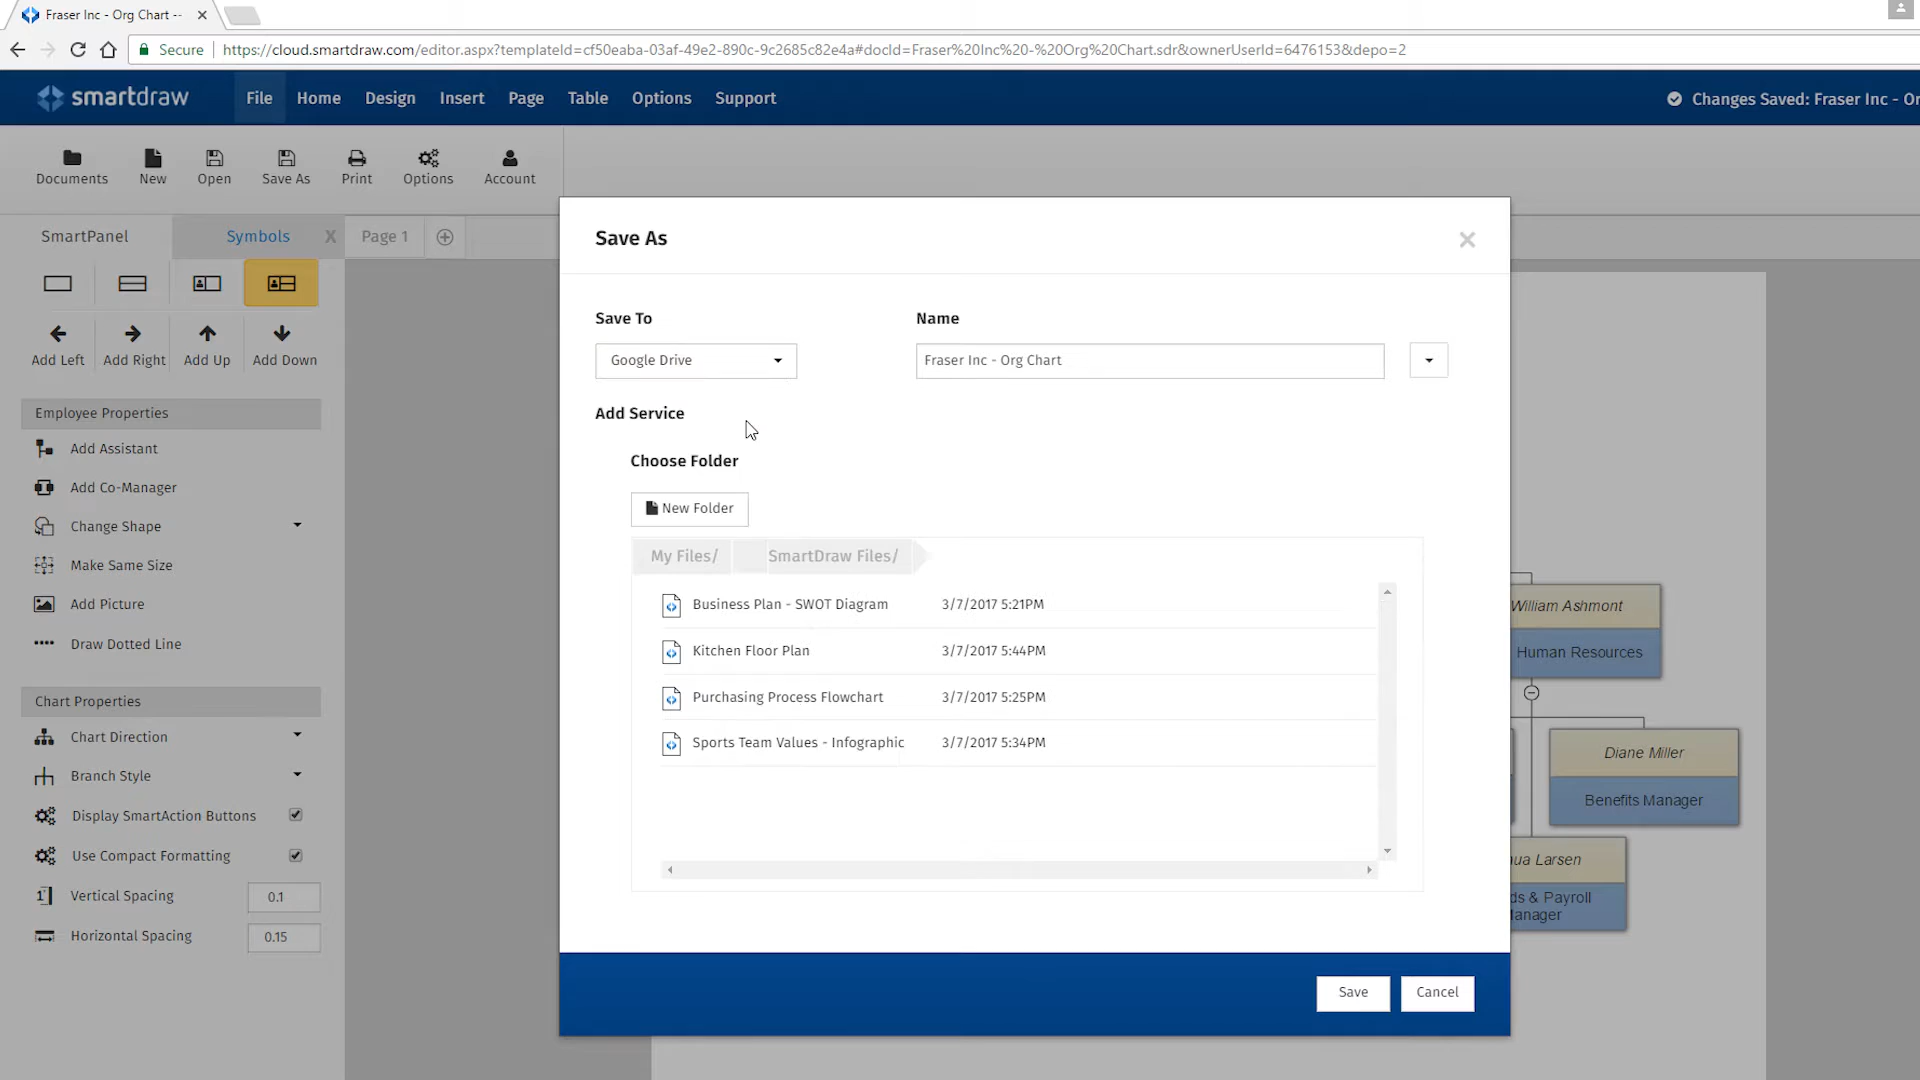 Fraser Inc - Org Chart --
Secure https://cloud.smartdraw.com/editor.aspx?templateId=cf50eaba-03af-49e2-890c-9c2685c82e4a#docId=Fraser%20Inc%20-%20Org%20Chart.sdr&ownerUserId=6476153&depo=2
smartdraw File Home Design Insert Page Table Options Support Changes Saved: Fraser Inc - Or
Documents New Open Save As Print Options Account
SmartPanel Symbols X Page 1
Save As
Add Left Add Right Add Up Add Down
Save To Name
Google Drive Fraser Inc - Org Chart
Add Service
Choose Folder
New Folder
My Files/ SmartDraw Files/
Business Plan - SWOT Diagram 3/7/2017 5:21PM
Kitchen Floor Plan 3/7/2017 5:44PM
Purchasing Process Flowchart 3/7/2017 5:25PM
Sports Team Values - Infographic 3/7/2017 5:34PM
Save Cancel
Employee Properties
Add Assistant
Add Co-Manager
Change Shape
Make Same Size
Add Picture
Draw Dotted Line
Chart Properties
Chart Direction
Branch Style
Display SmartAction Buttons
Use Compact Formatting
Vertical Spacing 0.1
Horizontal Spacing 0.15
William Ashmont
Human Resources
Diane Miller
Benefits Manager
ua Larsen
ds & Payroll
anager